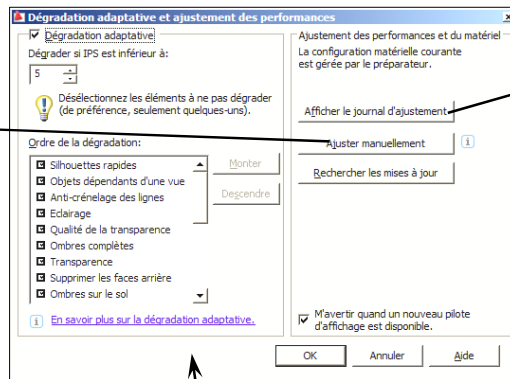 Dégradation adaptative et ajustement des performances
Dégradation adaptative
Dégrader si IPS est inférieur à:
5
Désélectionnez les éléments à ne pas dégrader
(de préférence, seulement quelques-uns).
Ordre de la dégradation:
Silhouettes rapides
Objets dépendants d'une vue
Anti-crénelage des lignes
Eclairage
Qualité de la transparence
Ombres complètes
Transparence
Supprimer les faces arrière
Ombres sur le sol
Monter
Descendre
En savoir plus sur la dégradation adaptative.
Ajustement des performances et du matériel
La configuration matérielle courante
est gérée par le préparateur.
Afficher le journal d'ajustement
Ajuster manuellement
Rechercher les mises à jour
M'avertir quand un nouveau pilote
d'affichage est disponible.
OK
Annuler
Aide